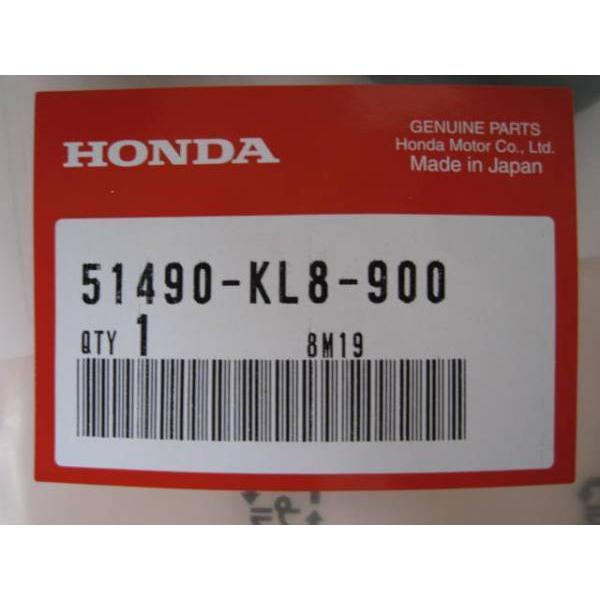 HONDA
GENUINE PARTS
Honda Motor Co., Ltd.
Made in Japan
51490-KL8-900
QTY 1 8M19